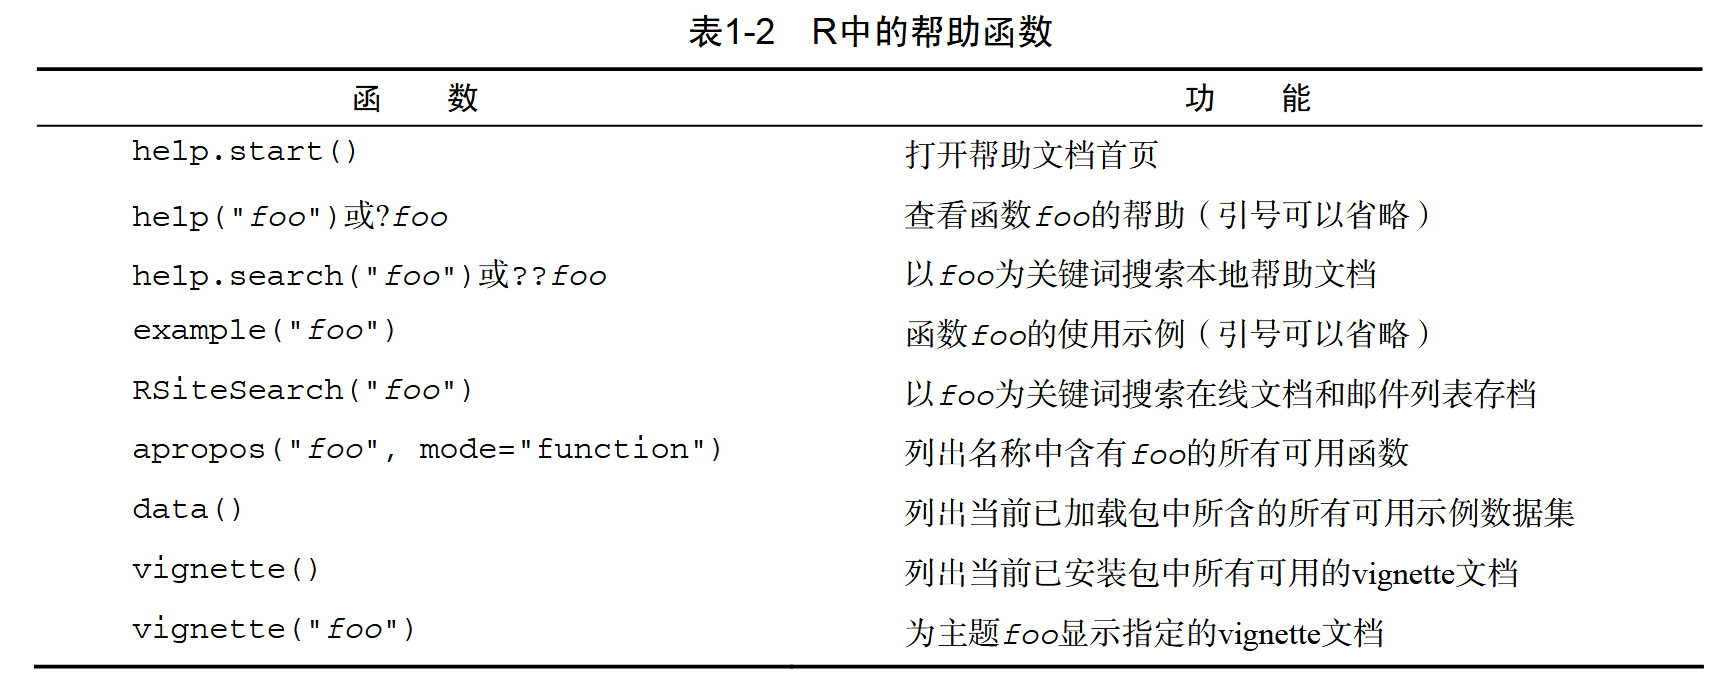 表1-2 R中的帮助函数
函 数 功 能
help.start() 打开帮助文档首页
help("foo")或?foo 查看函数foo的帮助（引号可以省略）
help.search("foo")或??foo 以foo为关键词搜索本地帮助文档
example("foo") 函数foo的使用示例（引号可以省略）
RSiteSearch("foo") 以foo为关键词搜索在线文档和邮件列表存档
apropos("foo", mode="function") 列出名称中含有foo的所有可用函数
data() 列出当前已加载包中所含的所有可用示例数据集
vignette() 列出当前已安装包中所有可用的vignette文档
vignette("foo") 为主题foo显示指定的vignette文档